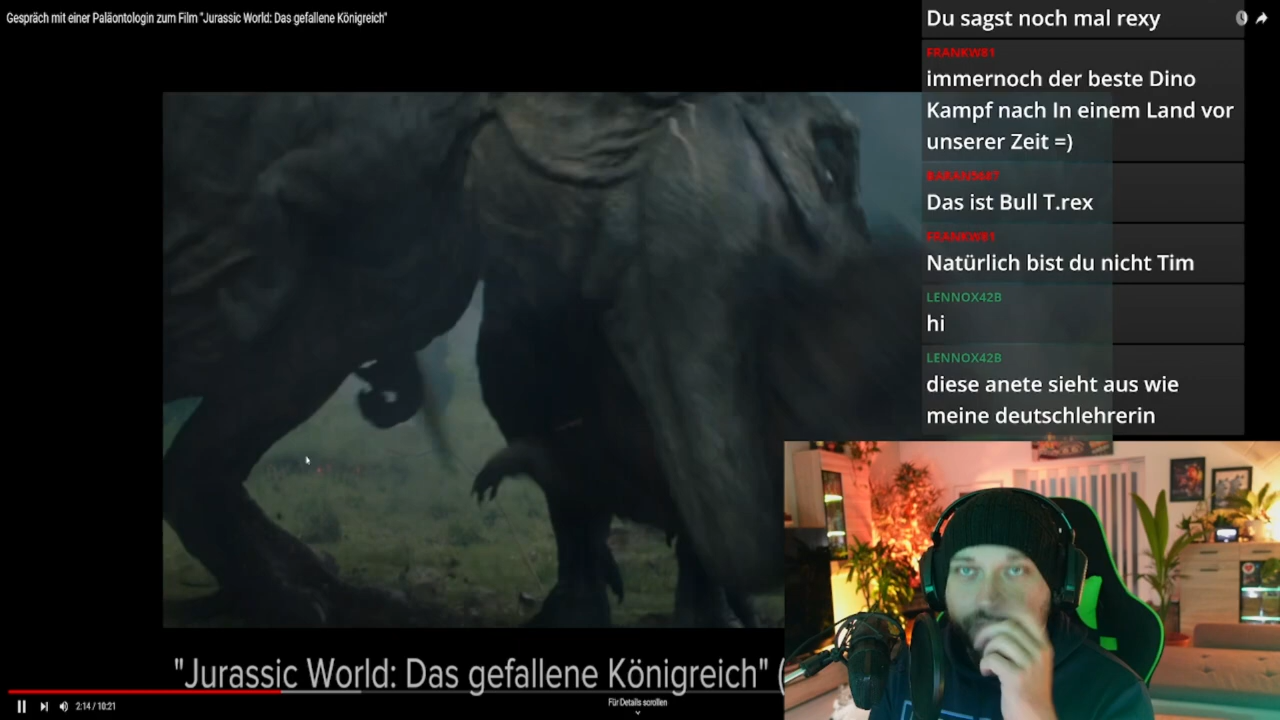 Gespräch mit einer Paläontologin zum Film "Jurassic World: Das gefallene Königreich"
"Jurassic World: Das gefallene Königreich" (
Für Details scrollen
2:14 / 10:21
Du sagst noch mal rexy
FRANKW81
immernoch der beste Dino
Kampf nach In einem Land vor
unserer Zeit =)
Das ist Bull T.rex
FRANKW81
Natürlich bist du nicht Tim
LENNOX42B
hi
LENNOX42B
diese anete sieht aus wie
meine deutschlehrerin